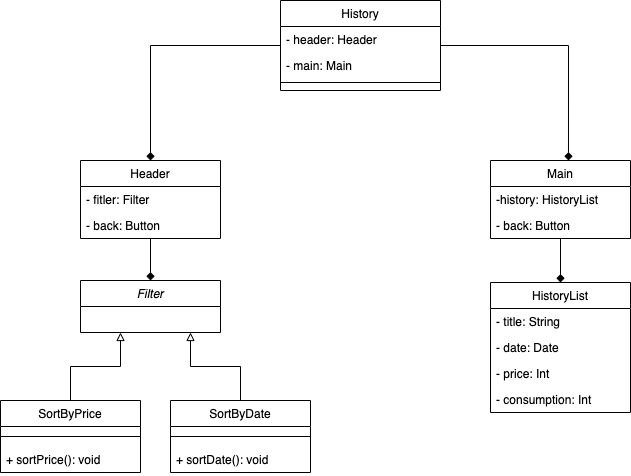 History
- header: Header
- main: Main
Header
- fitler: Filter
- back: Button
Main
-history: HistoryList
- back: Button
Filter
HistoryList
- title: String
- date: Date
- price: Int
- consumption: Int
SortByPrice
+ sortPrice(): void
SortByDate
+ sortDate(): void